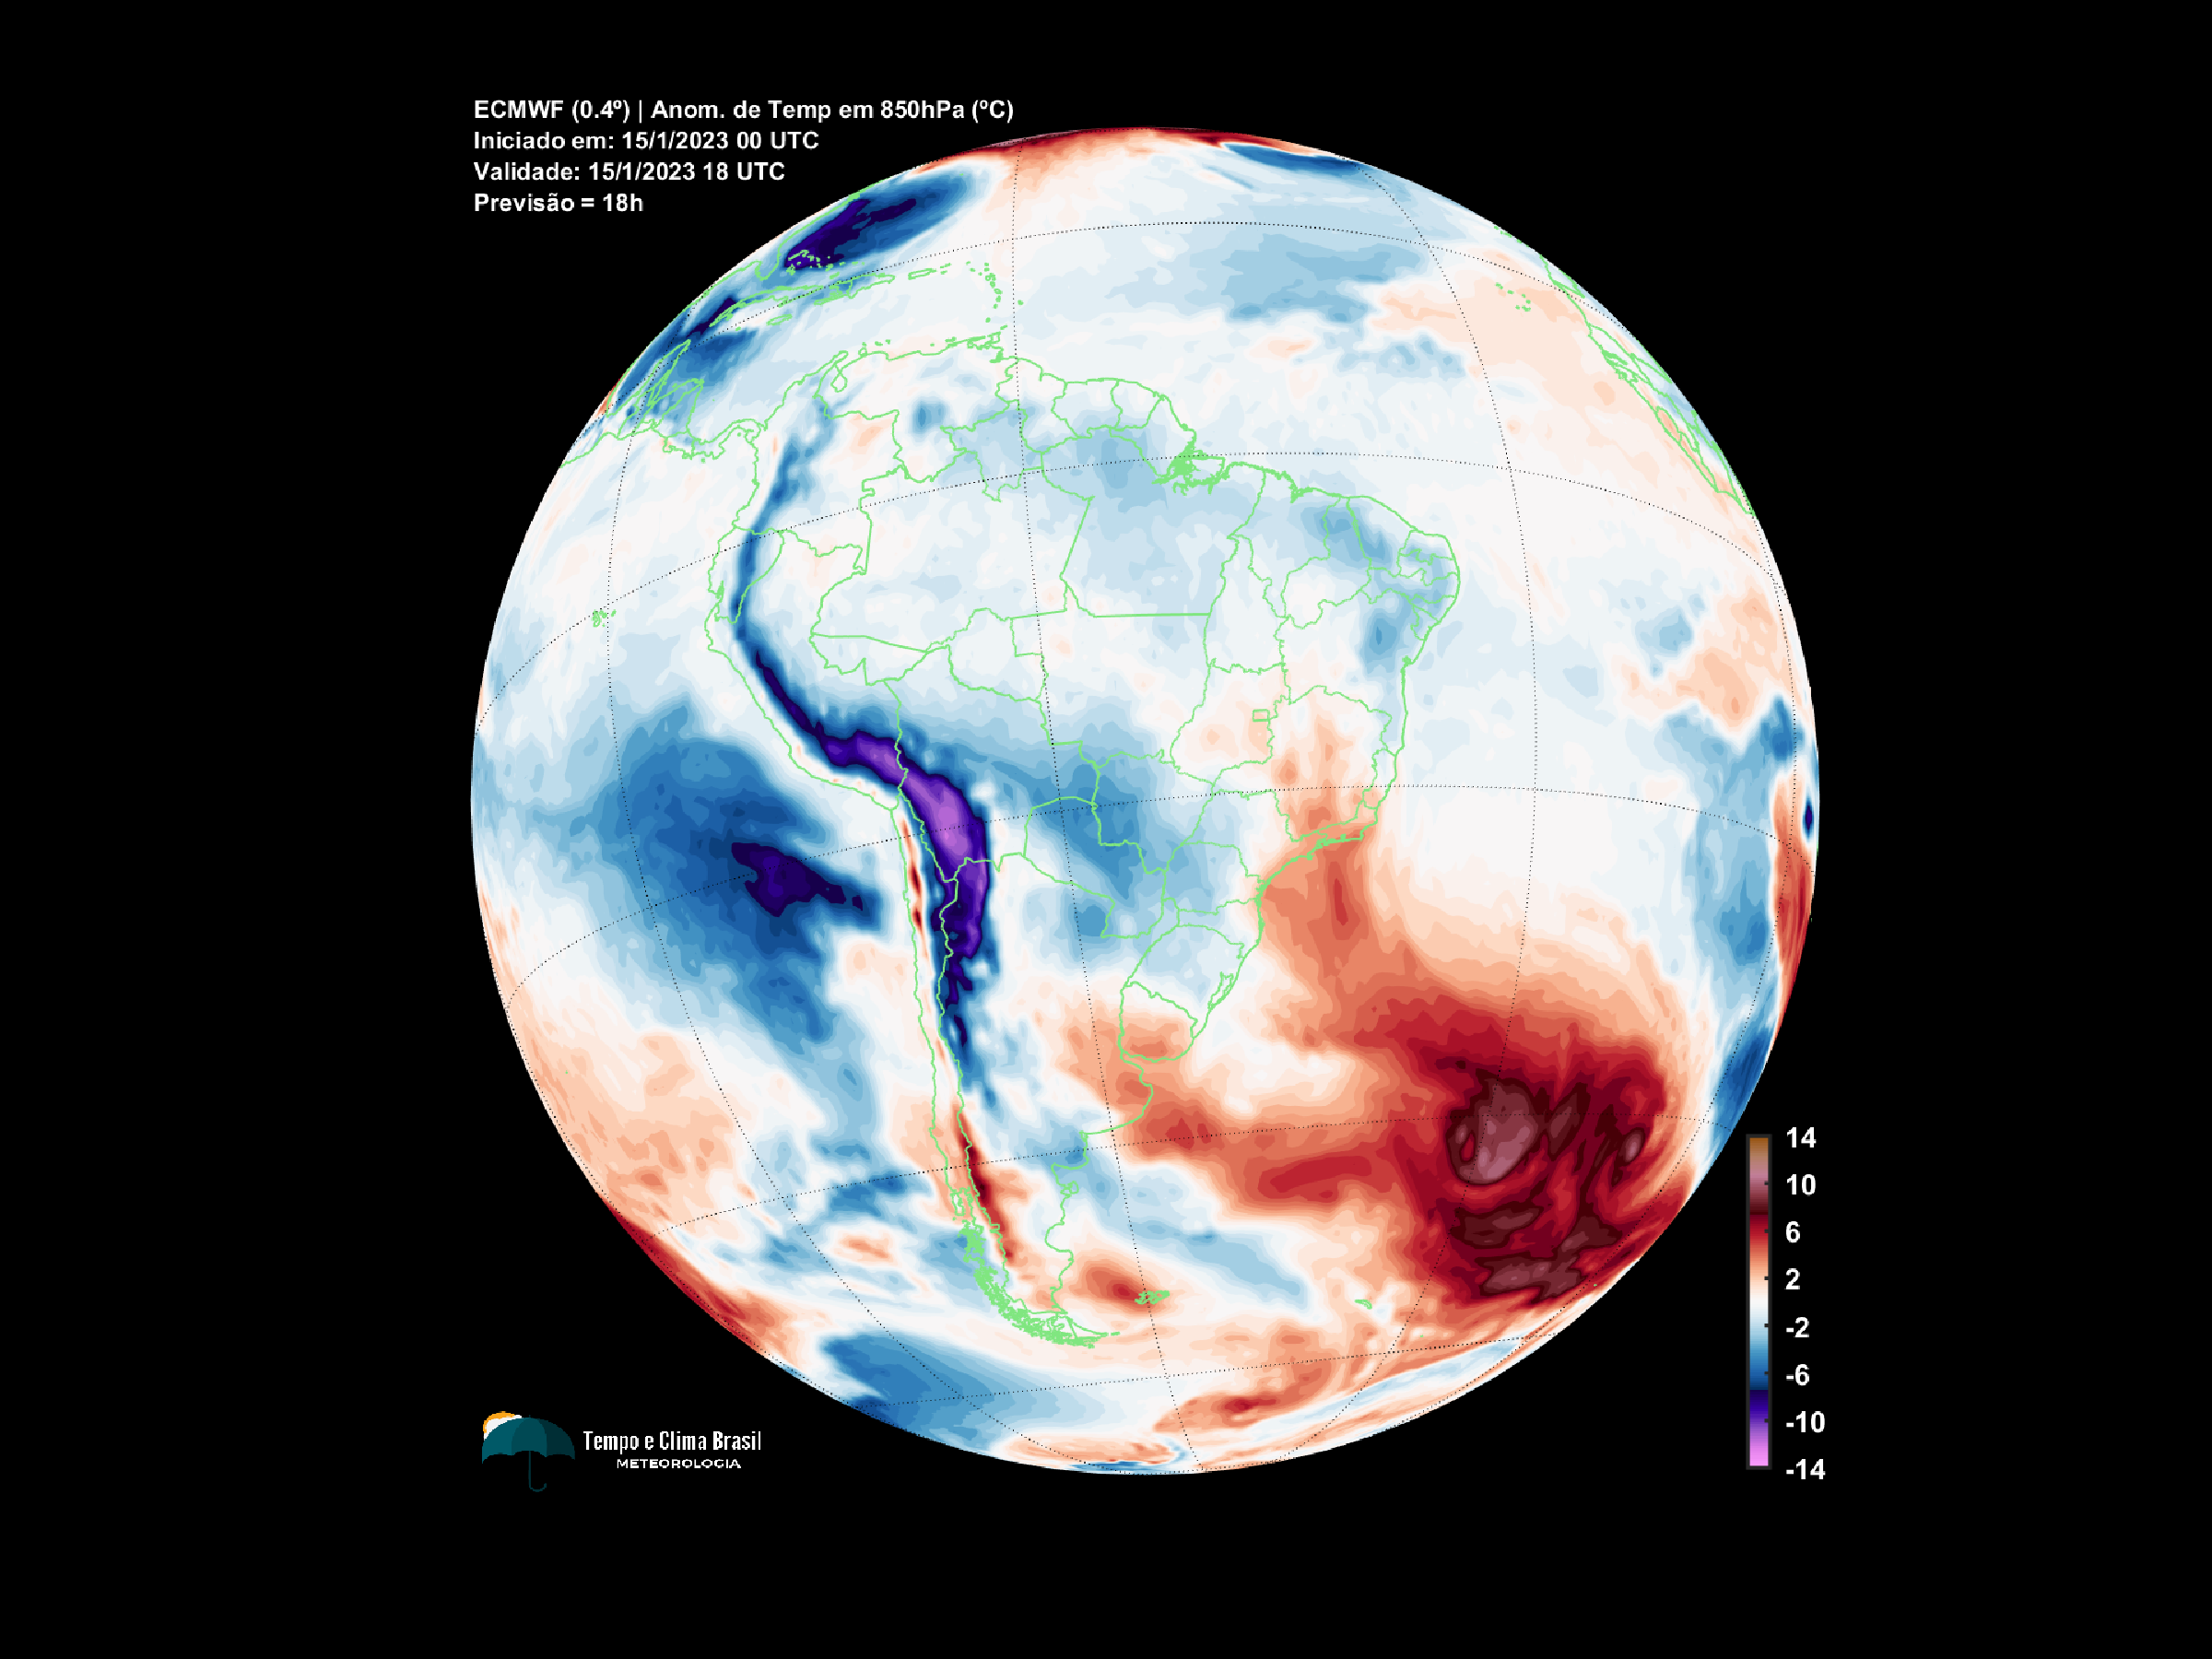 ECMWF (0.4º) | Anom. de Temp em 850hPa (ºC)
Iniciado em: 15/1/2023 00 UTC
Validade: 15/1/2023 18 UTC
Previsão = 18h
14
10
6
2
-2
-6
-10
-14
Tempo e Clima Brasil
METEOROLOGIA